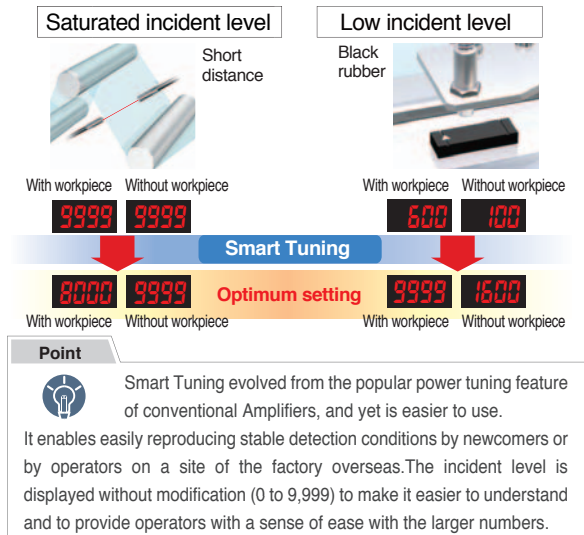 Saturated incident level Low incident level
Short
distance
Black
rubber
With workpiece Without workpiece With workpiece Without workpiece
9999 9999 600 100
Smart Tuning
8000 9999 Optimum setting 9999 1600
With workpiece Without workpiece With workpiece Without workpiece
Point
Smart Tuning evolved from the popular power tuning feature
of conventional Amplifiers, and yet is easier to use.
It enables easily reproducing stable detection conditions by newcomers or
by operators on a site of the factory overseas.The incident level is
displayed without modification (0 to 9,999) to make it easier to understand
and to provide operators with a sense of ease with the larger numbers.